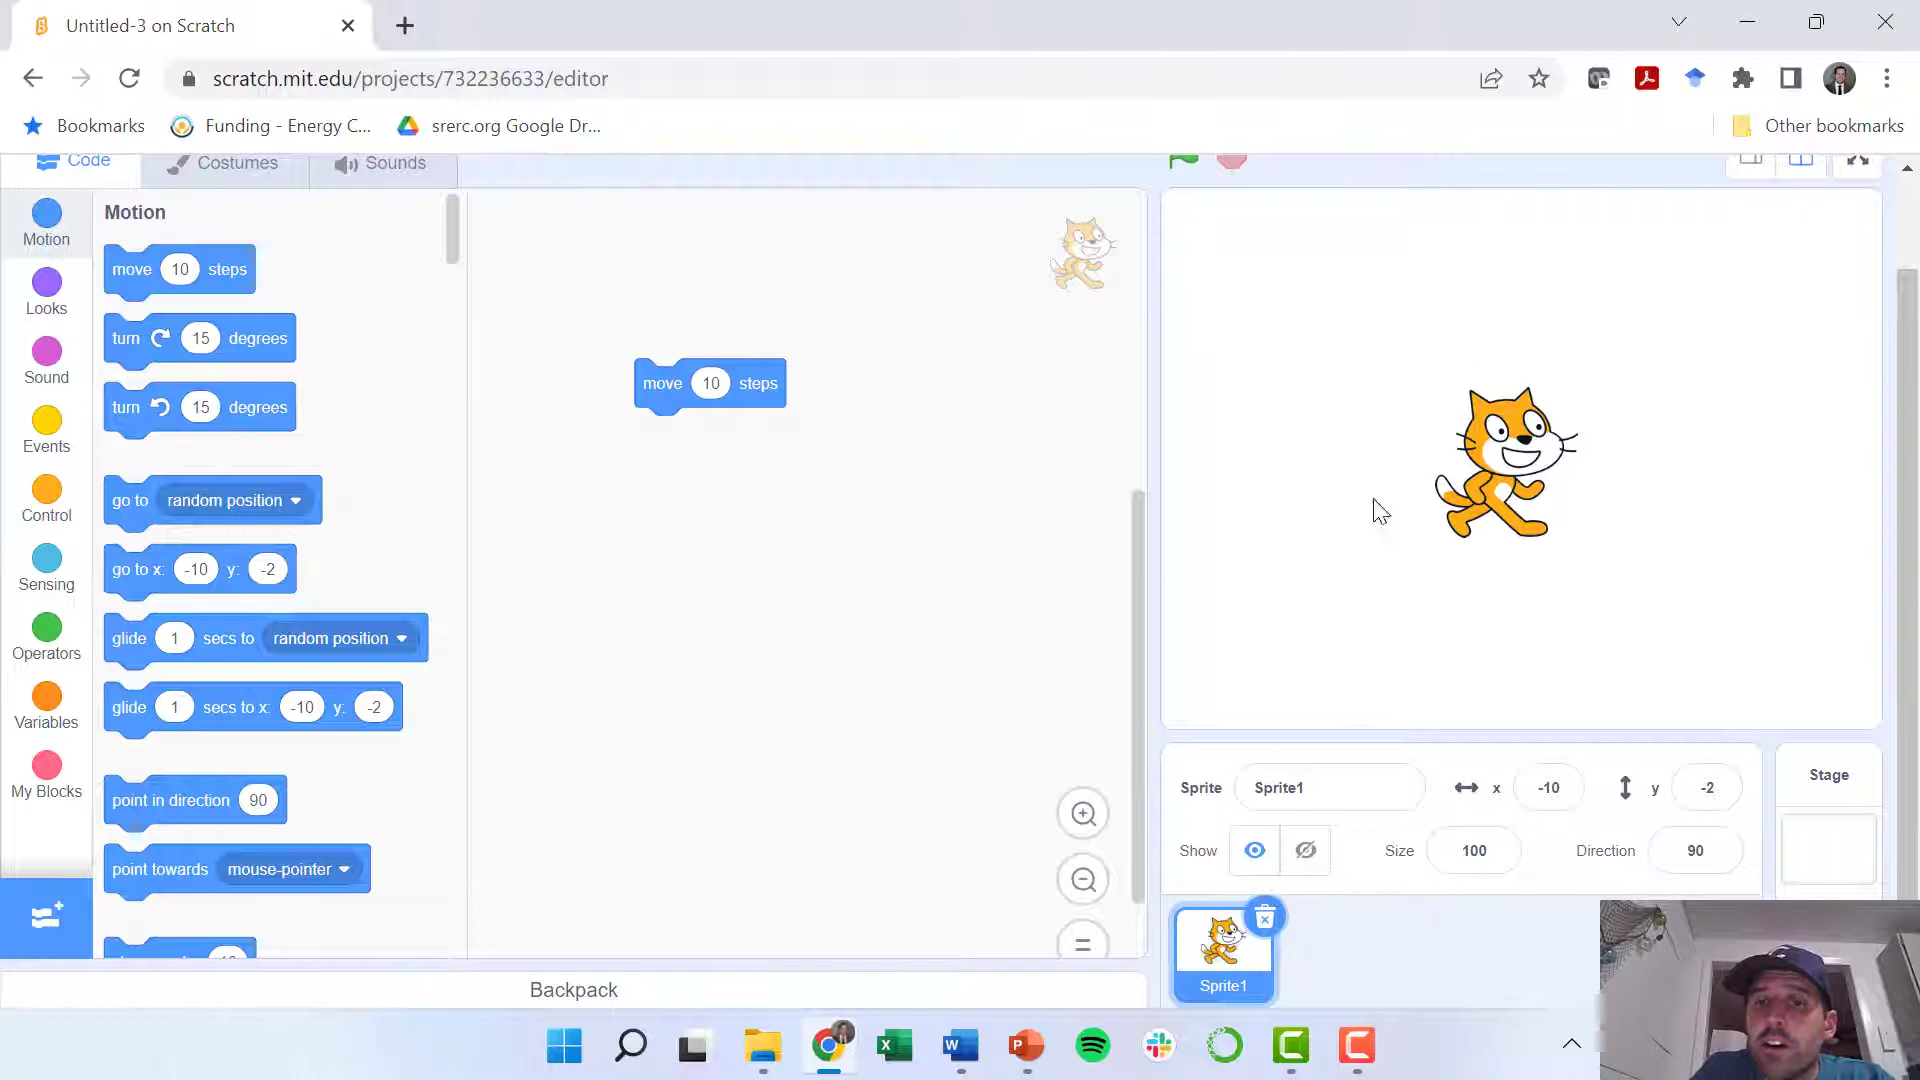 Untitled-3 on Scratch
scratch.mit.edu/projects/732236633/editor
Bookmarks
Funding - Energy C...
srerc.org Google Dr...
Other bookmarks
Code
Costumes
Sounds
Motion
Looks
Sound
Events
Control
Sensing
Operators
Variables
My Blocks
Motion
move 10 steps
turn 15 degrees
turn 15 degrees
go to random position
go to x: -10 y: -2
glide 1 secs to random position
glide 1 secs to x: -10 y: -2
point in direction 90
point towards mouse-pointer
move 10 steps
Backpack
Sprite Sprite1 x -10 y -2
Show Size 100 Direction 90
Sprite1
Stage